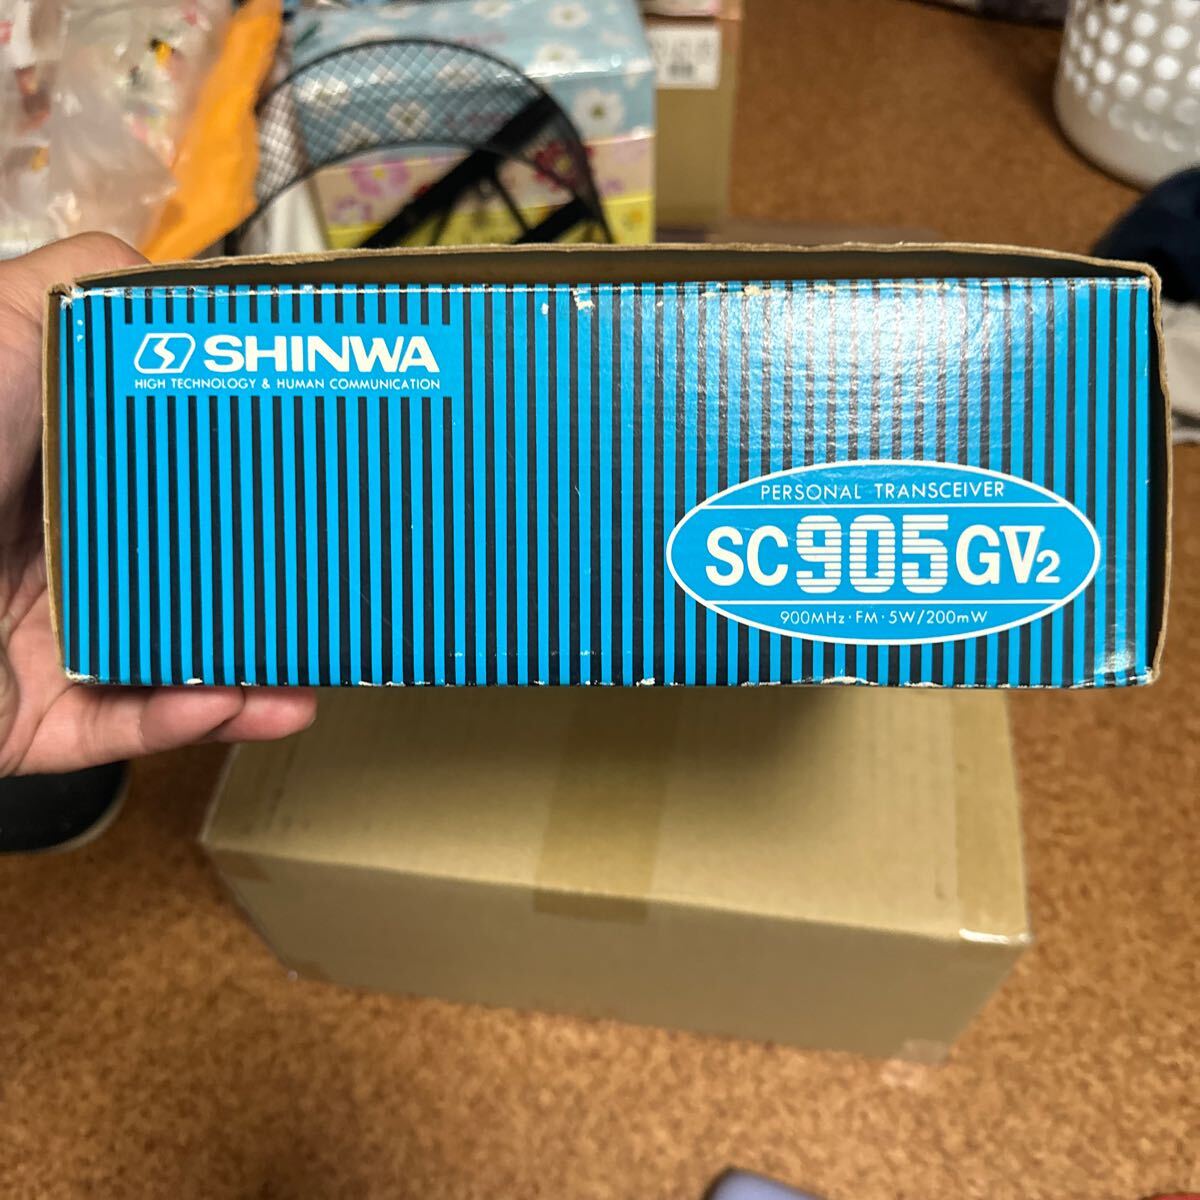 SHINWA
HIGH TECHNOLOGY & HUMAN COMMUNICATION
PERSONAL TRANSCEIVER
SC905GV2
900MHz·FM·5W/200mW